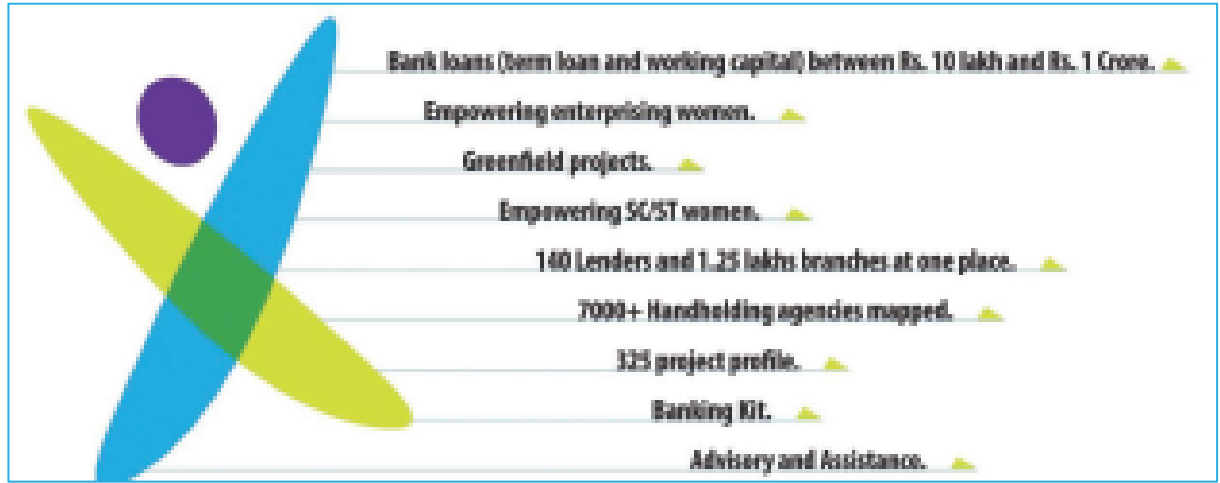 Bank loans (term loan and working capital) between Rs. 10 lakh and Rs. 1 Crore.
Empowering enterprising women.
Greenfield projects.
Empowering SC/ST women.
140 Lenders and 1.25 lakhs branches at one place.
7000+ Handholding agencies mapped.
325 project profile.
Banking Kit.
Advisory and Assistance.